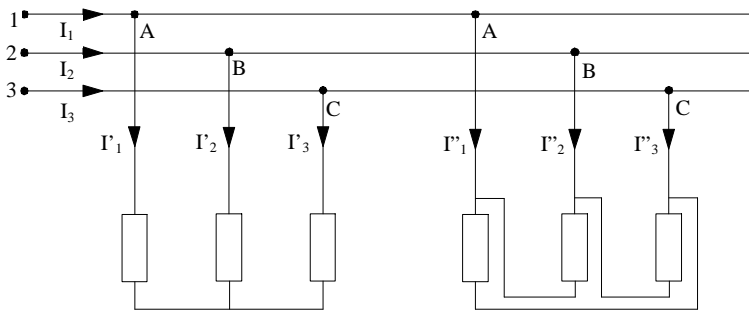 1 A A
I₁
2 B B
I₂
3 C C
I₃
I'₁ I'₂ I'₃ I"₁ I"₂ I"₃